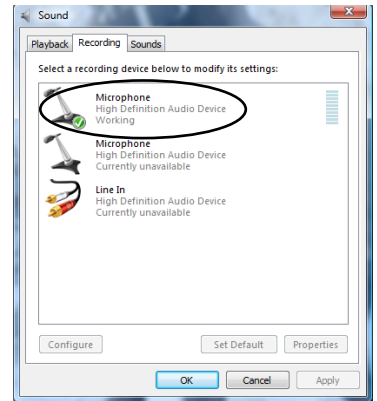 Sound
Playback Recording Sounds
Select a recording device below to modify its settings:
Microphone
High Definition Audio Device
Working
Microphone
High Definition Audio Device
Currently unavailable
Line In
High Definition Audio Device
Currently unavailable
Configure Set Default Properties
OK Cancel Apply